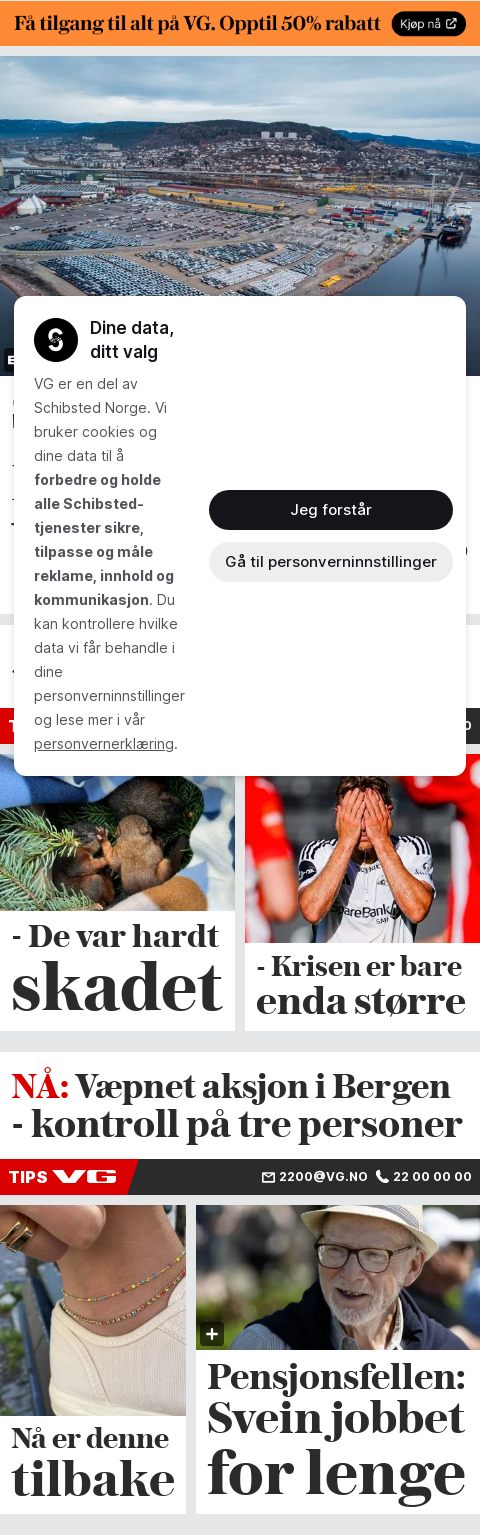 Få tilgang til alt på VG. Opptil 50% rabatt
Kjøp nå
Dine data,
ditt valg
VG er en del av
Schibsted Norge. Vi
bruker cookies og
dine data til å
forbedre og holde
alle Schibsted-
tjenester sikre,
tilpasse og måle
reklame, innhold og
kommunikasjon. Du
kan kontrollere hvilke
data vi får behandle i
dine
personverninnstillinger
og lese mer i vår
personvernerklæring.
Jeg forstår
Gå til personverninnstillinger
SpareBank
- De var hardt
skadet
- Krisen er bare
enda større
NÅ: Væpnet aksjon i Bergen
- kontroll på tre personer
TIPS VG
2200@VG.NO 22 00 00 00
Nå er denne
tilbake
Pensjonsfellen:
Svein jobbet
for lenge